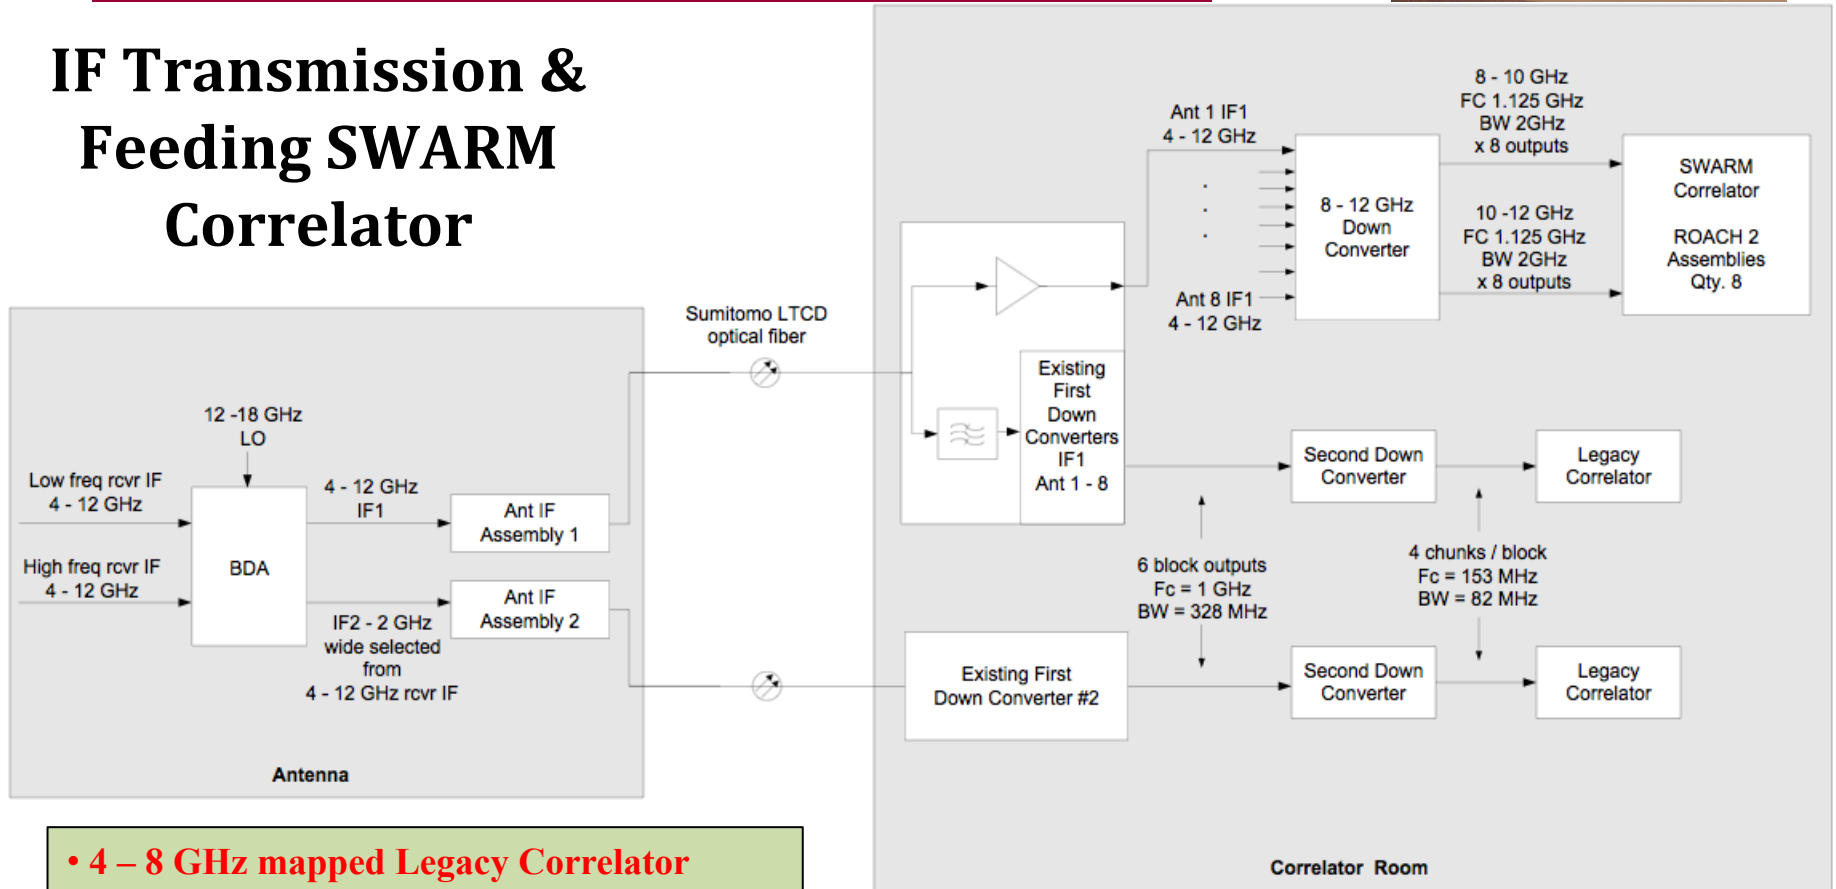 IF Transmission &
Feeding SWARM
Correlator
12 -18 GHz
LO
Low freq rcvr IF
4 - 12 GHz
High freq rcvr IF
4 - 12 GHz
BDA
4 - 12 GHz
IF1
IF2 - 2 GHz
wide selected
from
4 - 12 GHz rcvr IF
Ant IF
Assembly 1
Ant IF
Assembly 2
Antenna
Sumitomo LTCD
optical fiber
Existing
First
Down
Converters
IF1
Ant 1 - 8
Ant 1 IF1
4 - 12 GHz
.
.
.
Ant 8 IF1
4 - 12 GHz
8 - 12 GHz
Down
Converter
8 - 10 GHz
FC 1.125 GHz
BW 2GHz
x 8 outputs
10 -12 GHz
FC 1.125 GHz
BW 2GHz
x 8 outputs
SWARM
Correlator
ROACH 2
Assemblies
Qty. 8
Second Down
Converter
Legacy
Correlator
6 block outputs
Fc = 1 GHz
BW = 328 MHz
4 chunks / block
Fc = 153 MHz
BW = 82 MHz
Existing First
Down Converter #2
Second Down
Converter
Legacy
Correlator
Correlator Room
• 4 – 8 GHz mapped Legacy Correlator